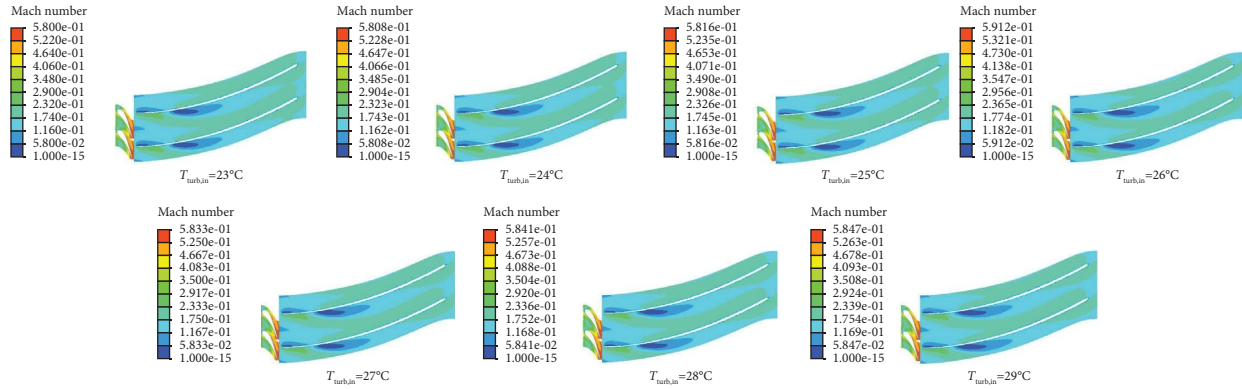 Mach number
5.800e-01
5.220e-01
4.640e-01
4.060e-01
3.480e-01
2.900e-01
2.320e-01
1.740e-01
1.160e-01
5.800e-02
1.000e-15
T turb,in=23°C
Mach number
5.808e-01
5.228e-01
4.647e-01
4.066e-01
3.485e-01
2.904e-01
2.323e-01
1.743e-01
1.162e-01
5.808e-02
1.000e-15
T turb,in=24°C
Mach number
5.816e-01
5.235e-01
4.653e-01
4.071e-01
3.490e-01
2.908e-01
2.326e-01
1.745e-01
1.163e-01
5.816e-02
1.000e-15
T turb,in=25°C
Mach number
5.912e-01
5.321e-01
4.730e-01
4.138e-01
3.547e-01
2.956e-01
2.365e-01
1.774e-01
1.182e-01
5.912e-02
1.000e-15
T turb,in=26°C
Mach number
5.833e-01
5.250e-01
4.667e-01
4.083e-01
3.500e-01
2.917e-01
2.333e-01
1.750e-01
1.167e-01
5.833e-02
1.000e-15
T turb,in=27°C
Mach number
5.841e-01
5.257e-01
4.673e-01
4.088e-01
3.504e-01
2.920e-01
2.336e-01
1.752e-01
1.168e-01
5.841e-02
1.000e-15
T turb,in=28°C
Mach number
5.847e-01
5.263e-01
4.678e-01
4.093e-01
3.508e-01
2.924e-01
2.339e-01
1.754e-01
1.169e-01
5.847e-02
1.000e-15
T turb,in=29°C